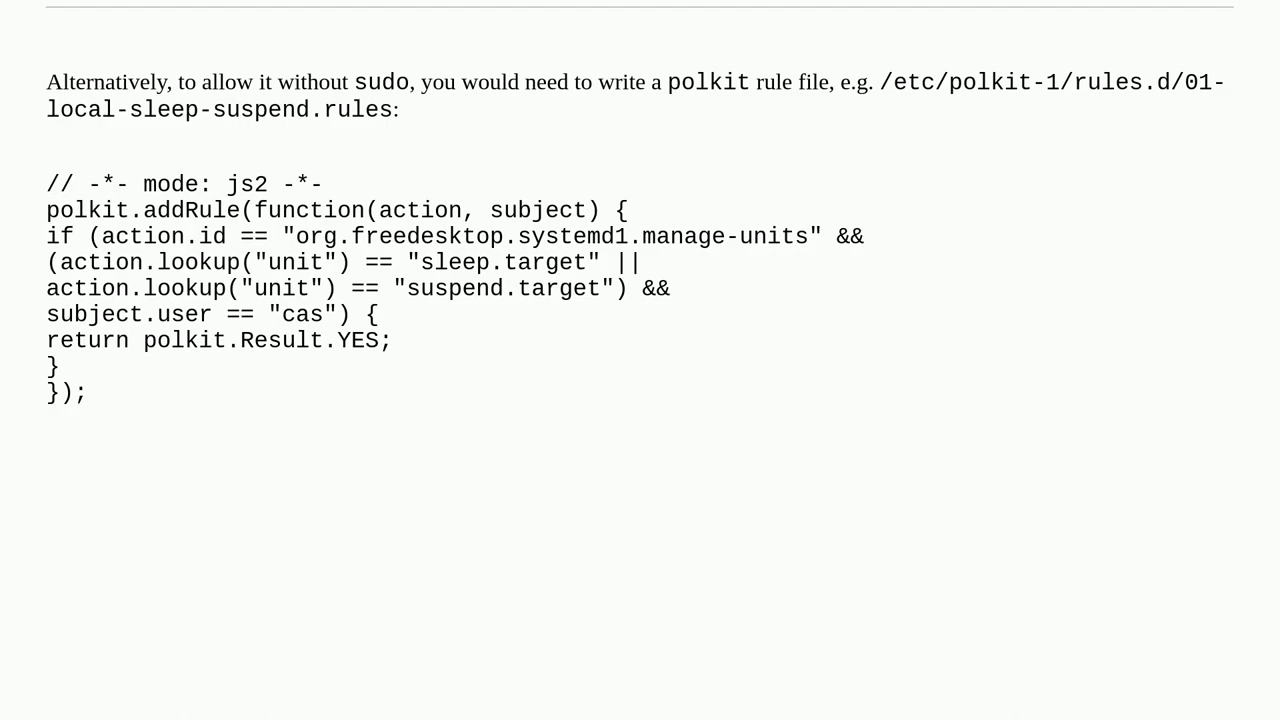 Alternatively, to allow it without sudo, you would need to write a polkit rule file, e.g. /etc/polkit-1/rules.d/01-
local-sleep-suspend.rules:
// -*- mode: js2 -*-
polkit.addRule(function(action, subject) {
if (action.id == "org.freedesktop.systemd1.manage-units" &&
(action.lookup("unit") == "sleep.target" ||
action.lookup("unit") == "suspend.target") &&
subject.user == "cas") {
return polkit.Result.YES;
}
});